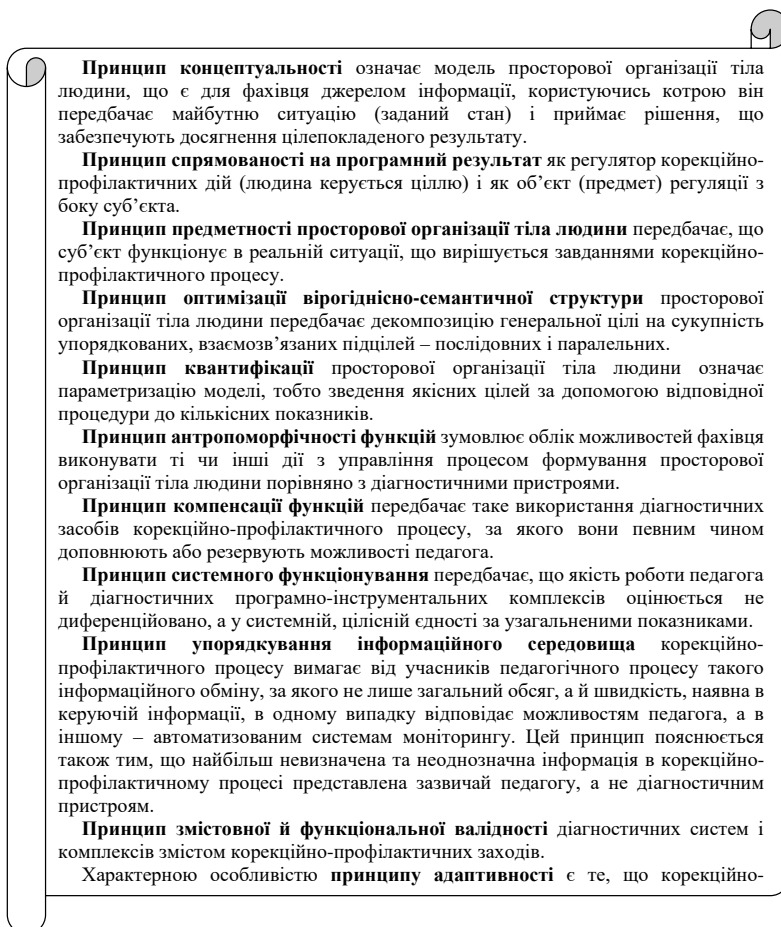 Принцип концептуальності означає модель просторової організації тіла
людини, що є для фахівця джерелом інформації, користуючись котрою він
передбачає майбутню ситуацію (заданий стан) і приймає рішення, що
забезпечують досягнення цілепокладеного результату.
Принцип спрямованості на програмний результат як регулятор корекційно-
профілактичних дій (людина керується ціллю) і як об’єкт (предмет) регуляції з
боку суб’єкта.
Принцип предметності просторової організації тіла людини передбачає, що
суб’єкт функціонує в реальній ситуації, що вирішується завданнями корекційно-
профілактичного процесу.
Принцип оптимізації вірогіднісно-семантичної структури просторової
організації тіла людини передбачає декомпозицію генеральної цілі на сукупність
упорядкованих, взаємозв’язаних підцілей – послідовних і паралельних.
Принцип квантифікації просторової організації тіла людини означає
параметризацію моделі, тобто зведення якісних цілей за допомогою відповідної
процедури до кількісних показників.
Принцип антропоморфічності функцій зумовлює облік можливостей фахівця
виконувати ті чи інші дії з управління процесом формування просторової
організації тіла людини порівняно з діагностичними пристроями.
Принцип компенсації функцій передбачає таке використання діагностичних
засобів корекційно-профілактичного процесу, за якого вони певним чином
доповнюють або резервують можливості педагога.
Принцип системного функціонування передбачає, що якість роботи педагога
й діагностичних програмно-інструментальних комплексів оцінюється не
диференційовано, а у системній, цілісній єдності за узагальненими показниками.
Принцип упорядкування інформаційного середовища корекційно-
профілактичного процесу вимагає від учасників педагогічного процесу такого
інформаційного обміну, за якого не лише загальний обсяг, а й швидкість, наявна в
керуючій інформації, в одному випадку відповідає можливостям педагога, а в
іншому – автоматизованим системам моніторингу. Цей принцип пояснюється
також тим, що найбільш невизначена та неоднозначна інформація в корекційно-
профілактичному процесі представлена зазвичай педагогу, а не діагностичним
пристроям.
Принцип змістовної й функціональної валідності діагностичних систем і
комплексів змістом корекційно-профілактичних заходів.
Характерною особливістю принципу адаптивності є те, що корекційно-